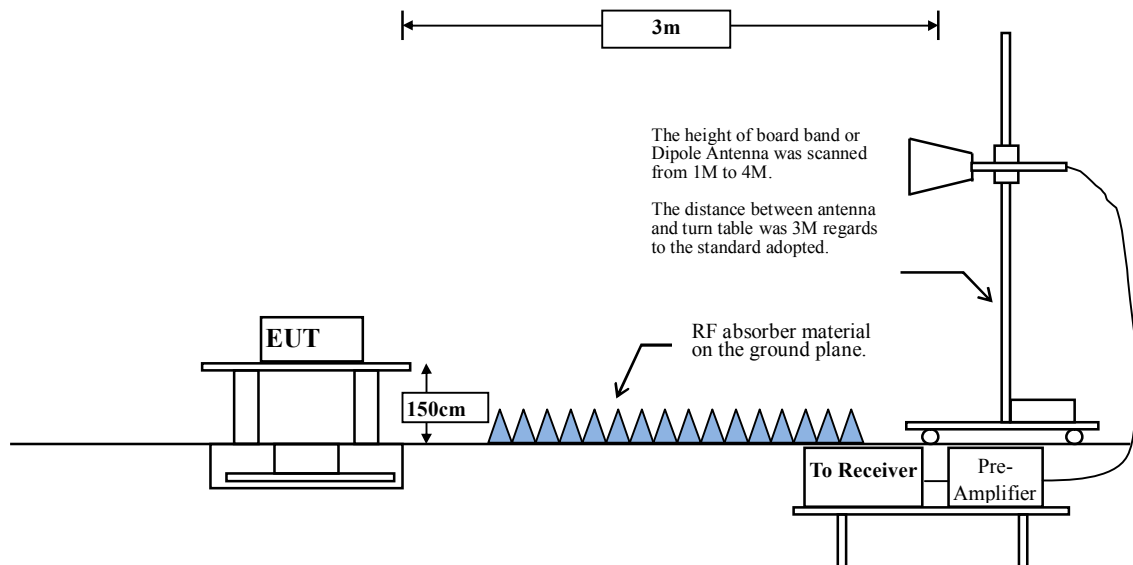 3m
The height of board band or
Dipole Antenna was scanned
from 1M to 4M.
The distance between antenna
and turn table was 3M regards
to the standard adopted.
EUT
RF absorber material
on the ground plane.
150cm
To Receiver
Pre-
Amplifier